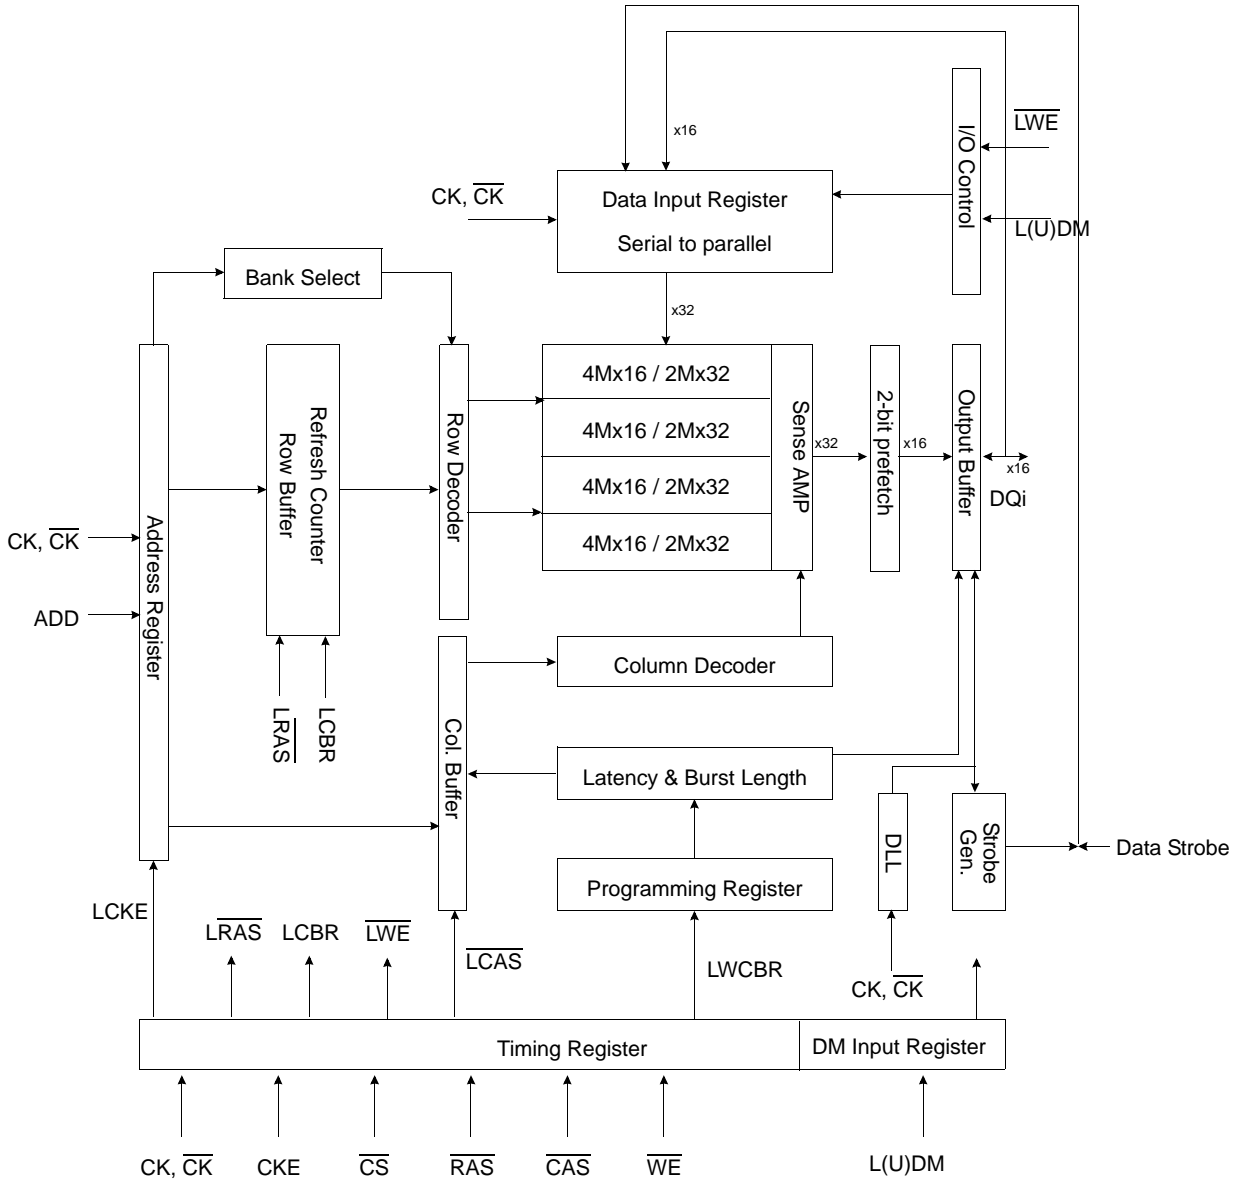 x16
LWE
I/O Control
CK, CK
Data Input Register
Serial to parallel
L(U)DM
Bank Select
x32
Address Register
Refresh Counter
Row Buffer
Row Decoder
4Mx16 / 2Mx32
4Mx16 / 2Mx32
4Mx16 / 2Mx32
4Mx16 / 2Mx32
Sense AMP
x32
2-bit prefetch
x16
Output Buffer
x16
DQi
CK, CK
ADD
LRAS
LCBR
Col. Buffer
Column Decoder
Latency & Burst Length
Programming Register
DLL
Strobe
Gen.
Data Strobe
LCKE
LRAS
LCBR
LWE
LCAS
LWCBR
CK, CK
Timing Register
DM Input Register
CK, CK
CKE
CS
RAS
CAS
WE
L(U)DM